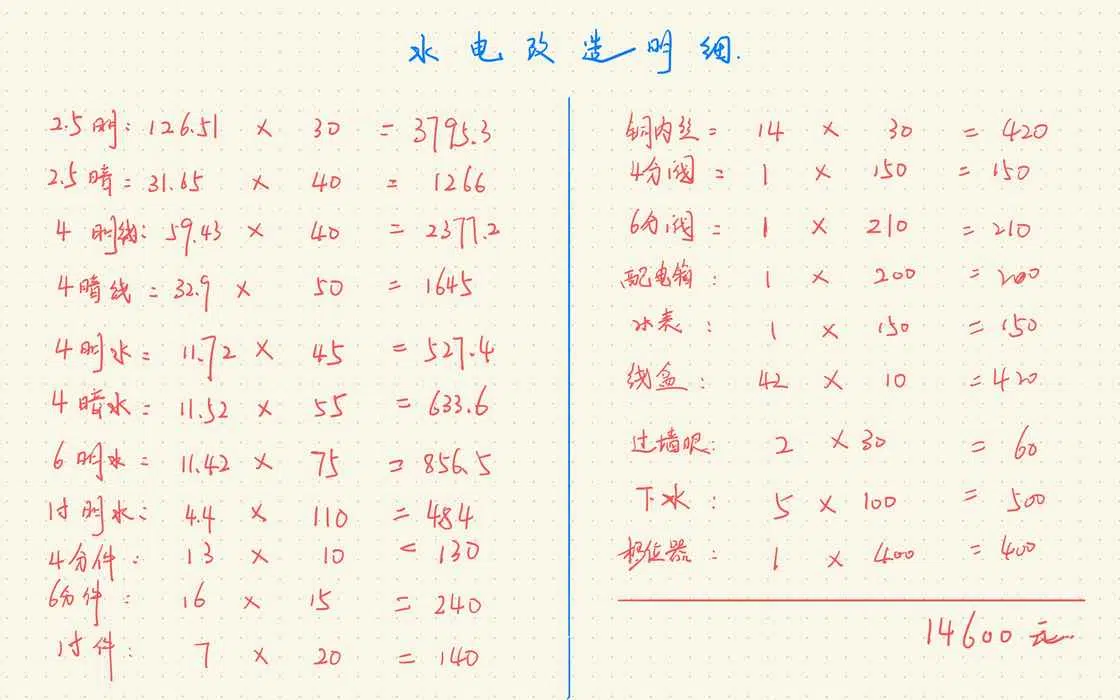 水电改造明细.
2.5明: 126.51 × 30 = 3795.3
2.5暗 = 31.65 × 40 = 1266
4 明线: 59.43 × 40 = 2377.2
4暗线 = 32.9 × 50 = 1645
4明水 = 11.72 × 45 = 527.4
4暗水 = 11.52 × 55 = 633.6
6明水 = 11.42 × 75 = 856.5
1寸明水: 4.4 × 110 = 484
4分件: 13 × 10 = 130
6分件: 16 × 15 = 240
1寸件: 7 × 20 = 140
铜内丝 = 14 × 30 = 420
4分阀 = 1 × 150 = 150
6分阀 = 1 × 210 = 210
配电箱: 1 × 200 = 200
水表: 1 × 150 = 150
线盒: 42 × 10 = 420
过墙眼: 2 × 30 = 60
下水: 5 × 100 = 500
移位器: 1 × 400 = 400
14600元